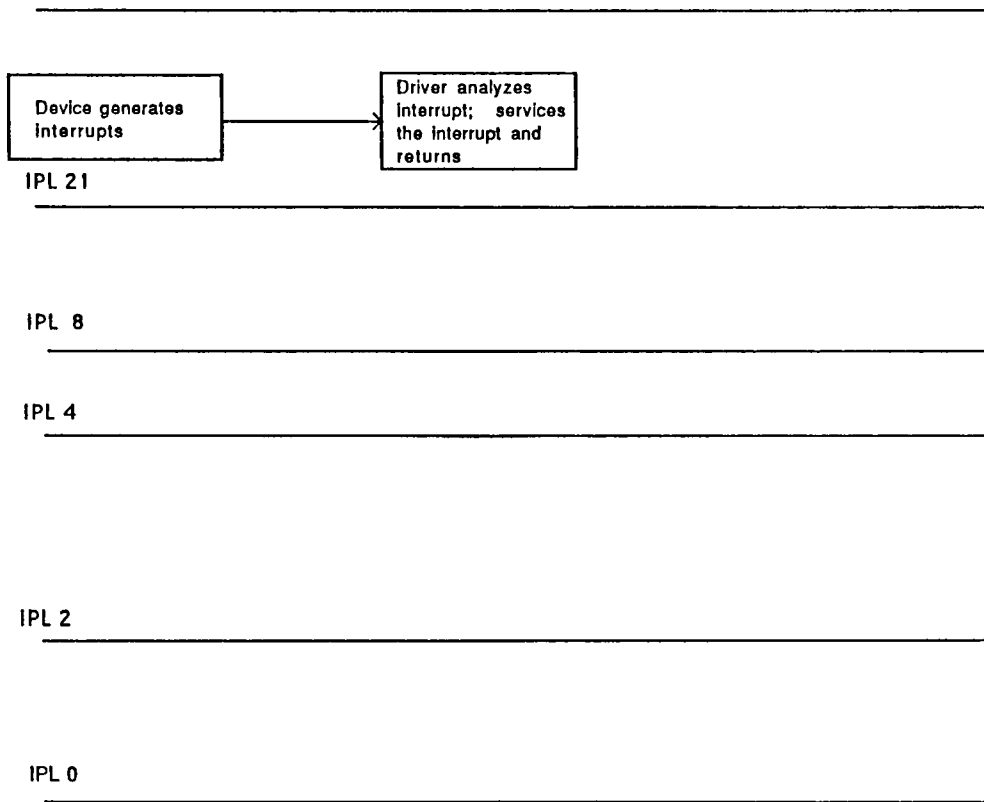 Device generates
interrupts
Driver analyzes
interrupt; services
the interrupt and
returns
IPL 21
IPL 8
IPL 4
IPL 2
IPL 0